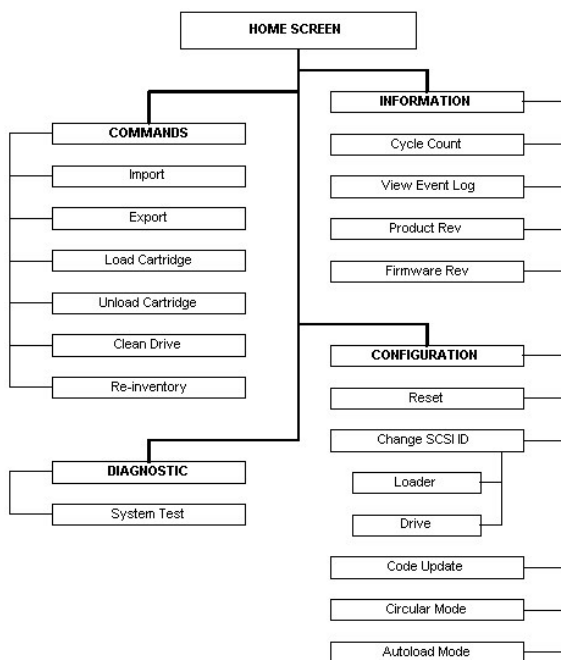 HOME SCREEN
COMMANDS
Import
Export
Load Cartridge
Unload Cartridge
Clean Drive
Re-inventory
DIAGNOSTIC
System Test
INFORMATION
Cycle Count
View Event Log
Product Rev
Firmware Rev
CONFIGURATION
Reset
Change SCSI ID
Loader
Drive
Code Update
Circular Mode
Autoload Mode